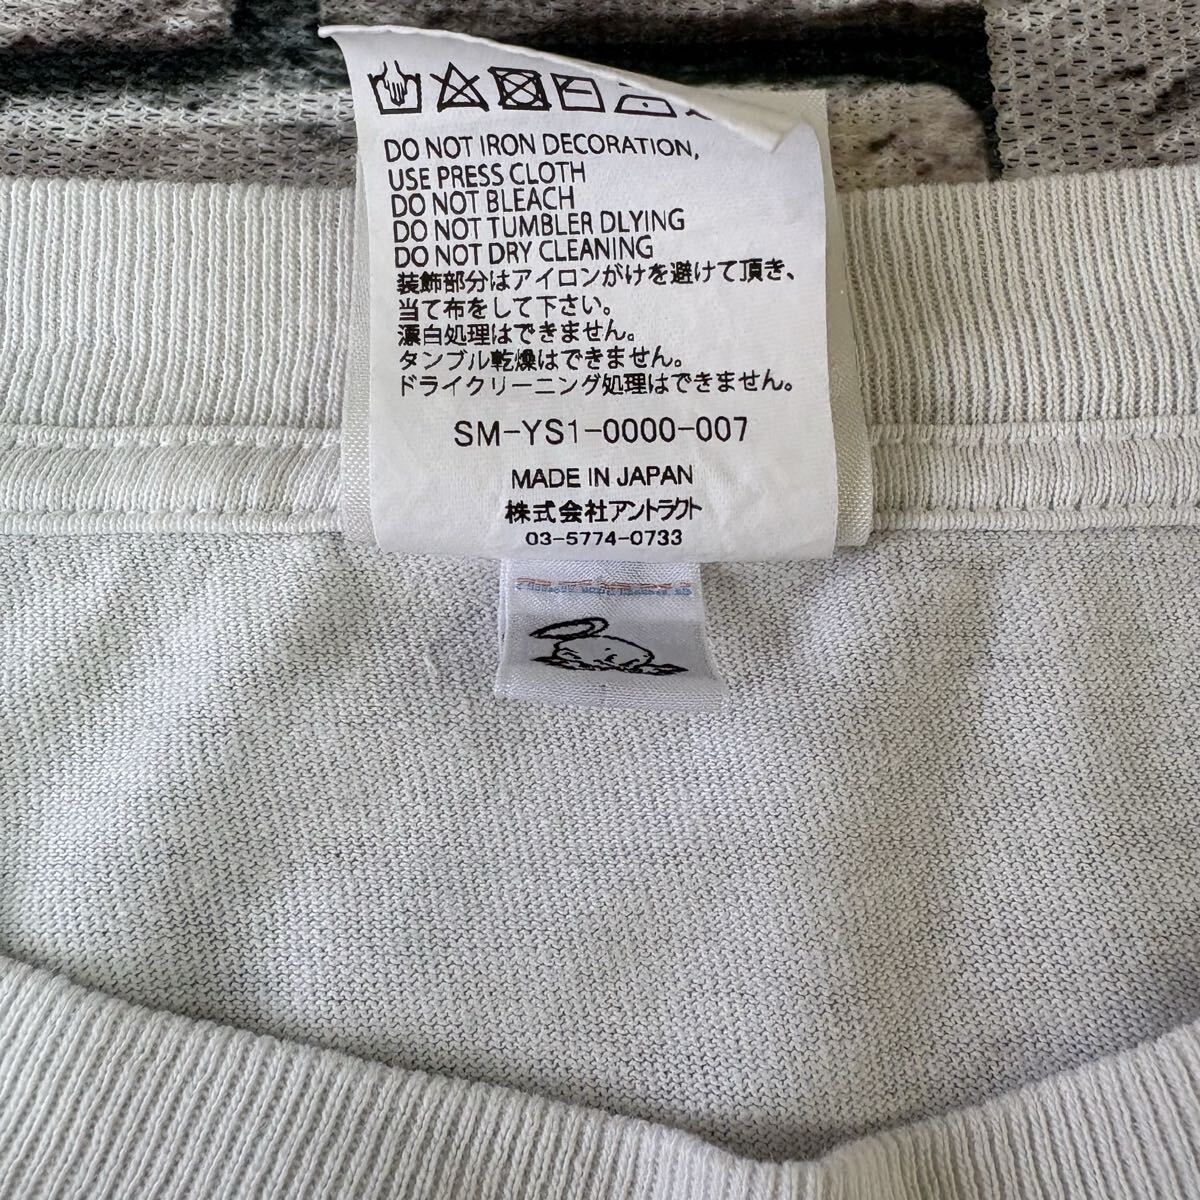 DO NOT IRON DECORATION,
USE PRESS CLOTH
DO NOT BLEACH
DO NOT TUMBLER DLYING
DO NOT DRY CLEANING
装飾部分はアイロンがけを避けて頂き、
当て布をして下さい。
漂白処理はできません。
タンブル乾燥はできません。
ドライクリーニング処理はできません。
SM-YS1-0000-007
MADE IN JAPAN
株式会社アントラクト
03-5774-0733